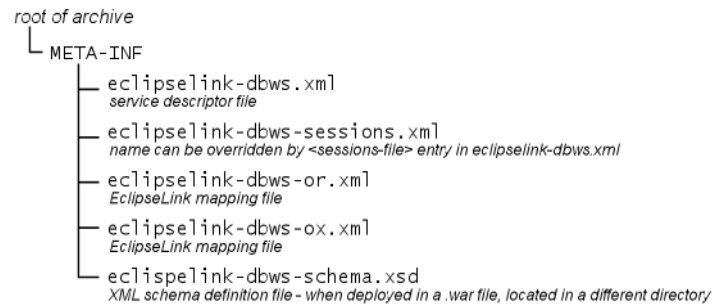 root of archive
META-INF
eclipselink-dbws.xml
service descriptor file
eclipselink-dbws-sessions.xml
name can be overridden by <sessions-file> entry in eclipselink-dbws.xml
eclipselink-dbws-or.xml
EclipseLink mapping file
eclipselink-dbws-ox.xml
EclipseLink mapping file
eclispelink-dbws-schema.xsd
XML schema definition file - when deployed in a .war file, located in a different directory